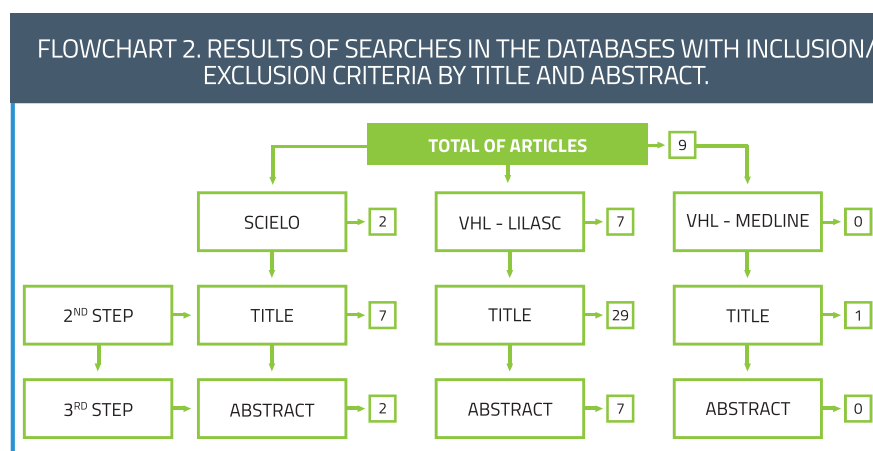 FLOWCHART 2. RESULTS OF SEARCHES IN THE DATABASES WITH INCLUSION/
EXCLUSION CRITERIA BY TITLE AND ABSTRACT.
TOTAL OF ARTICLES 9
SCIELO 2 VHL - LILASC 7 VHL - MEDLINE 0
2ND STEP TITLE 7 TITLE 29 TITLE 1
3RD STEP ABSTRACT 2 ABSTRACT 7 ABSTRACT 0